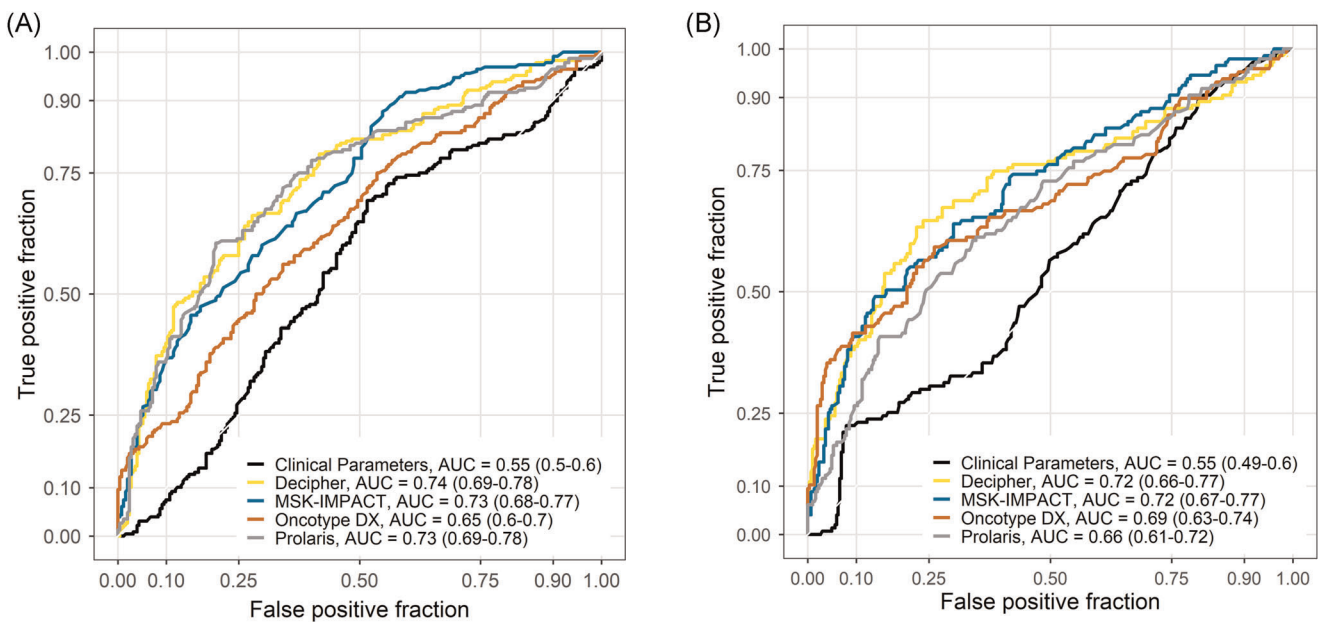 (A)
True positive fraction
1.00
0.90
0.75
0.50
0.25
0.10
0.00
Clinical Parameters, AUC = 0.55 (0.5-0.6)
Decipher, AUC = 0.74 (0.69-0.78)
MSK-IMPACT, AUC = 0.73 (0.68-0.77)
Oncotype DX, AUC = 0.65 (0.6-0.7)
Prolaris, AUC = 0.73 (0.69-0.78)
0.00 0.10 0.25 0.50 0.75 0.90 1.00
False positive fraction
(B)
True positive fraction
1.00
0.90
0.75
0.50
0.25
0.10
0.00
Clinical Parameters, AUC = 0.55 (0.49-0.6)
Decipher, AUC = 0.72 (0.66-0.77)
MSK-IMPACT, AUC = 0.72 (0.67-0.77)
Oncotype DX, AUC = 0.69 (0.63-0.74)
Prolaris, AUC = 0.66 (0.61-0.72)
0.00 0.10 0.25 0.50 0.75 0.90 1.00
False positive fraction